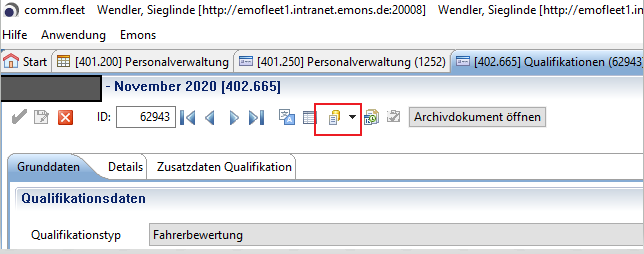 comm.fleet Wendler, Sieglinde [http://emofleet1.intranet.emons.de:20008] Wendler, Sieglinde [http://emofleet1.int
Hilfe Anwendung Emons
Start [401.200] Personalverwaltung [401.250] Personalverwaltung (1252) [402.665] Qualifikationen (62943)
- November 2020 [402.665]
ID: 62943 Archivdokument öffnen
Grunddaten Details Zusatzdaten Qualifikation
Qualifikationsdaten
Qualifikationstyp Fahrerbewertung